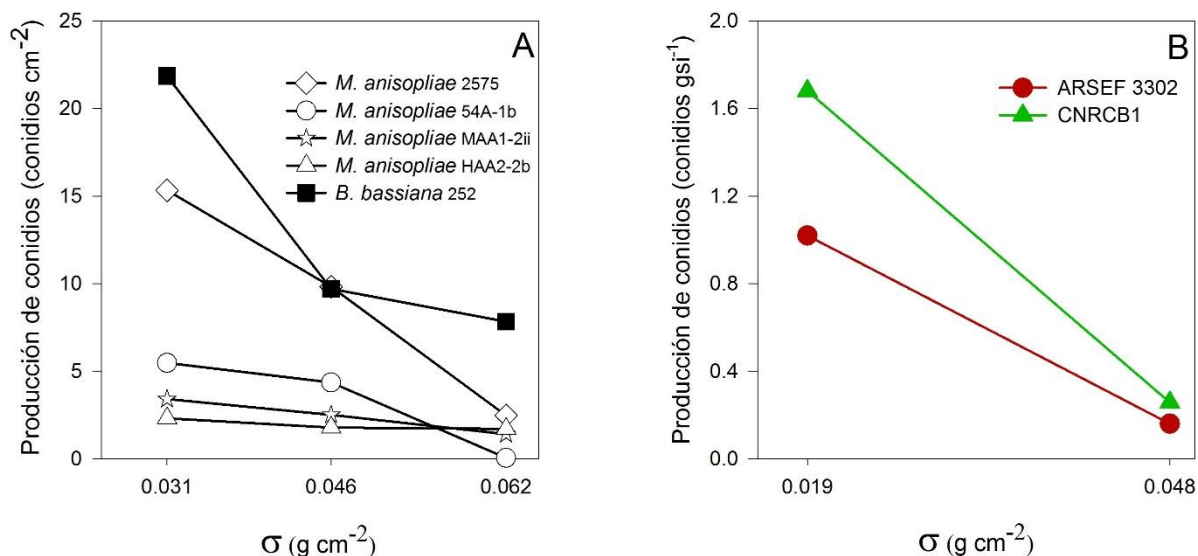 Producción de conidios (conidios cm⁻²)
25
20
15
10
5
0
A
M. anisopliae 2575
M. anisopliae 54A-1b
M. anisopliae MAA1-2ii
M. anisopliae HAA2-2b
B. bassiana 252
0.031 0.046 0.062
σ (g cm⁻²)
Producción de conidios (conidios gsi⁻¹)
2.0
1.6
1.2
0.8
0.4
0.0
B
ARSEF 3302
CNRCB1
0.019 0.048
σ (g cm⁻²)